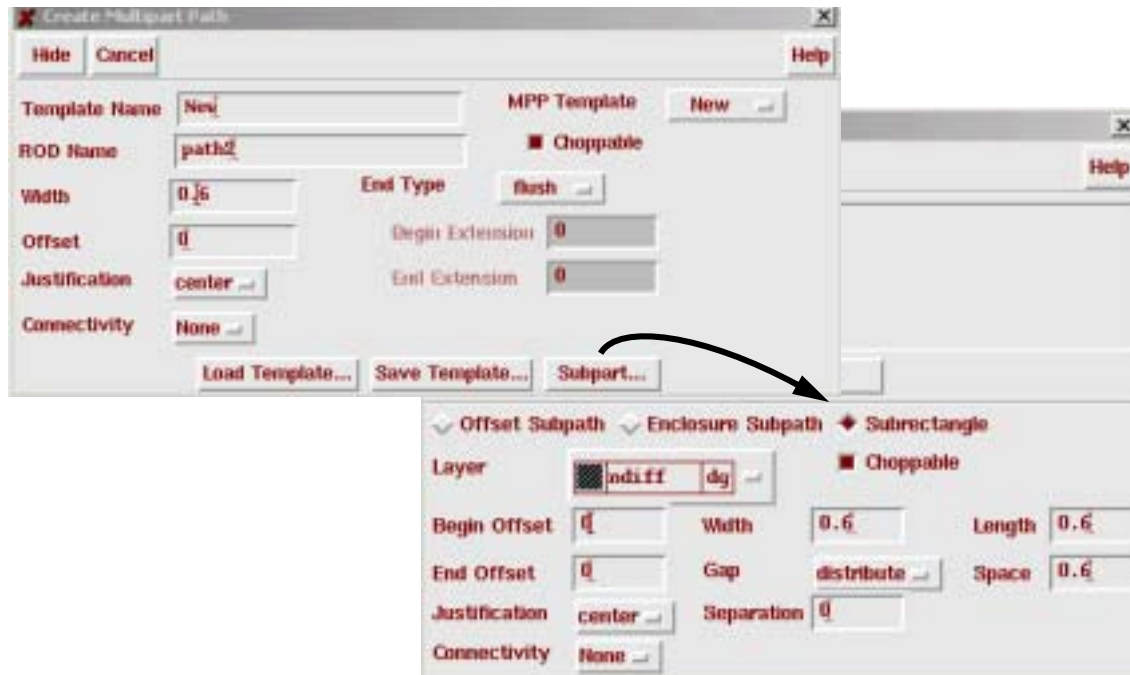 Create Multipart Path
Hide Cancel Help
Template Name New MPP Template New
Choppable
ROD Name path2
Width 0.6 End Type flush
Offset 0 Begin Extension 0
Justification center End Extension 0
Connectivity None
Load Template... Save Template... Subpart...
Help
Offset Subpath Enclosure Subpath Subrectangle
Layer ndiff dg Choppable
Begin Offset 0 Width 0.6 Length 0.6
End Offset 0 Gap distribute Space 0.6
Justification center Separation 0
Connectivity None